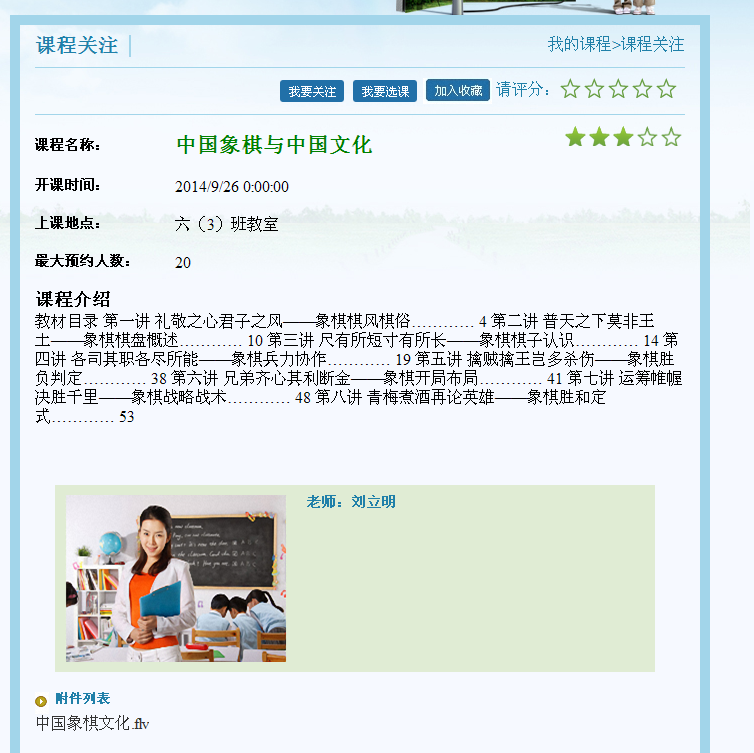 课程关注
我的课程>课程关注
我要关注 我要选课 加入收藏 请评分：
课程名称： 中国象棋与中国文化
开课时间： 2014/9/26 0:00:00
上课地点： 六（3）班教室
最大预约人数： 20
课程介绍
教材目录 第一讲 礼敬之心君子之风——象棋棋风棋俗………… 4 第二讲 普天之下莫非王
土——象棋棋盘概述………… 10 第三讲 尺有所短寸有所长——象棋棋子认识………… 14 第
四讲 各司其职各尽所能——象棋兵力协作………… 19 第五讲 擒贼擒王岂多杀伤——象棋胜
负判定………… 38 第六讲 兄弟齐心其利断金——象棋开局布局………… 41 第七讲 运筹帷幄
决胜千里——象棋战略战术………… 48 第八讲 青梅煮酒再论英雄——象棋胜和定
式………… 53
老师：刘立明
附件列表
中国象棋文化.flv